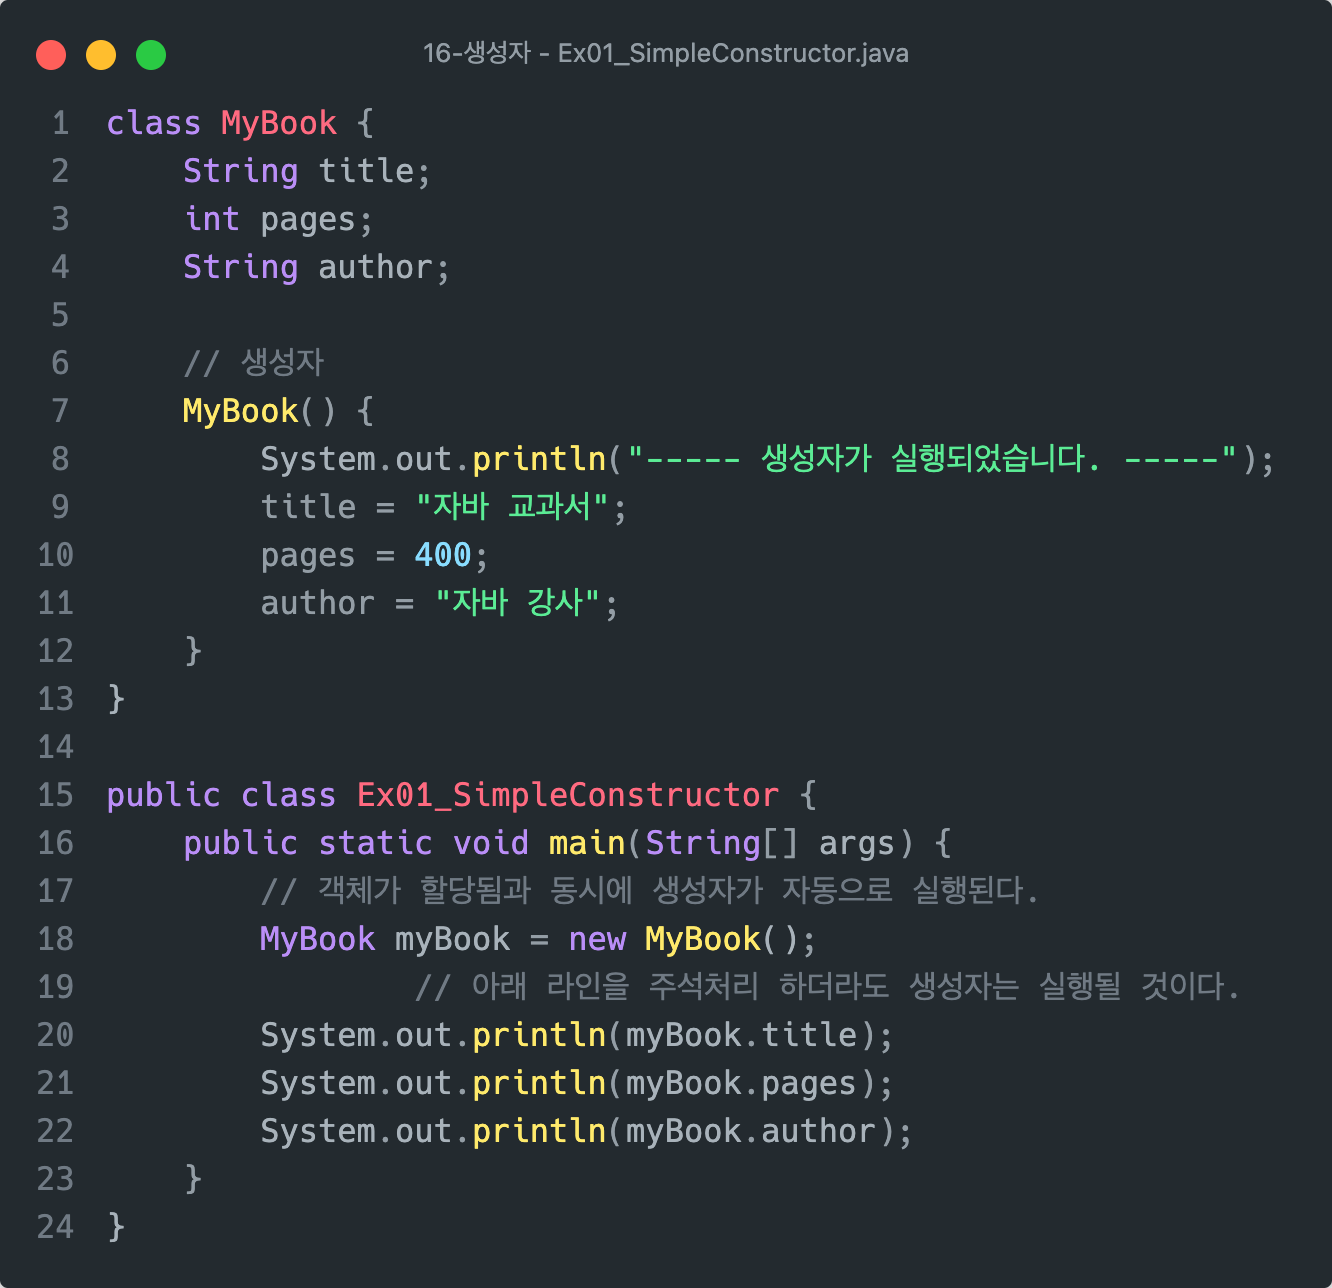 16-생성자 - Ex01_SimpleConstructor.java
1 class MyBook {
2     String title;
3     int pages;
4     String author;
5
6     // 생성자
7     MyBook() {
8         System.out.println("----- 생성자가 실행되었습니다. -----");
9         title = "자바 교과서";
10         pages = 400;
11         author = "자바 강사";
12     }
13 }
14
15 public class Ex01_SimpleConstructor {
16     public static void main(String[] args) {
17         // 객체가 할당됨과 동시에 생성자가 자동으로 실행된다.
18         MyBook myBook = new MyBook();
19                 // 아래 라인을 주석처리 하더라도 생성자는 실행될 것이다.
20         System.out.println(myBook.title);
21         System.out.println(myBook.pages);
22         System.out.println(myBook.author);
23     }
24 }